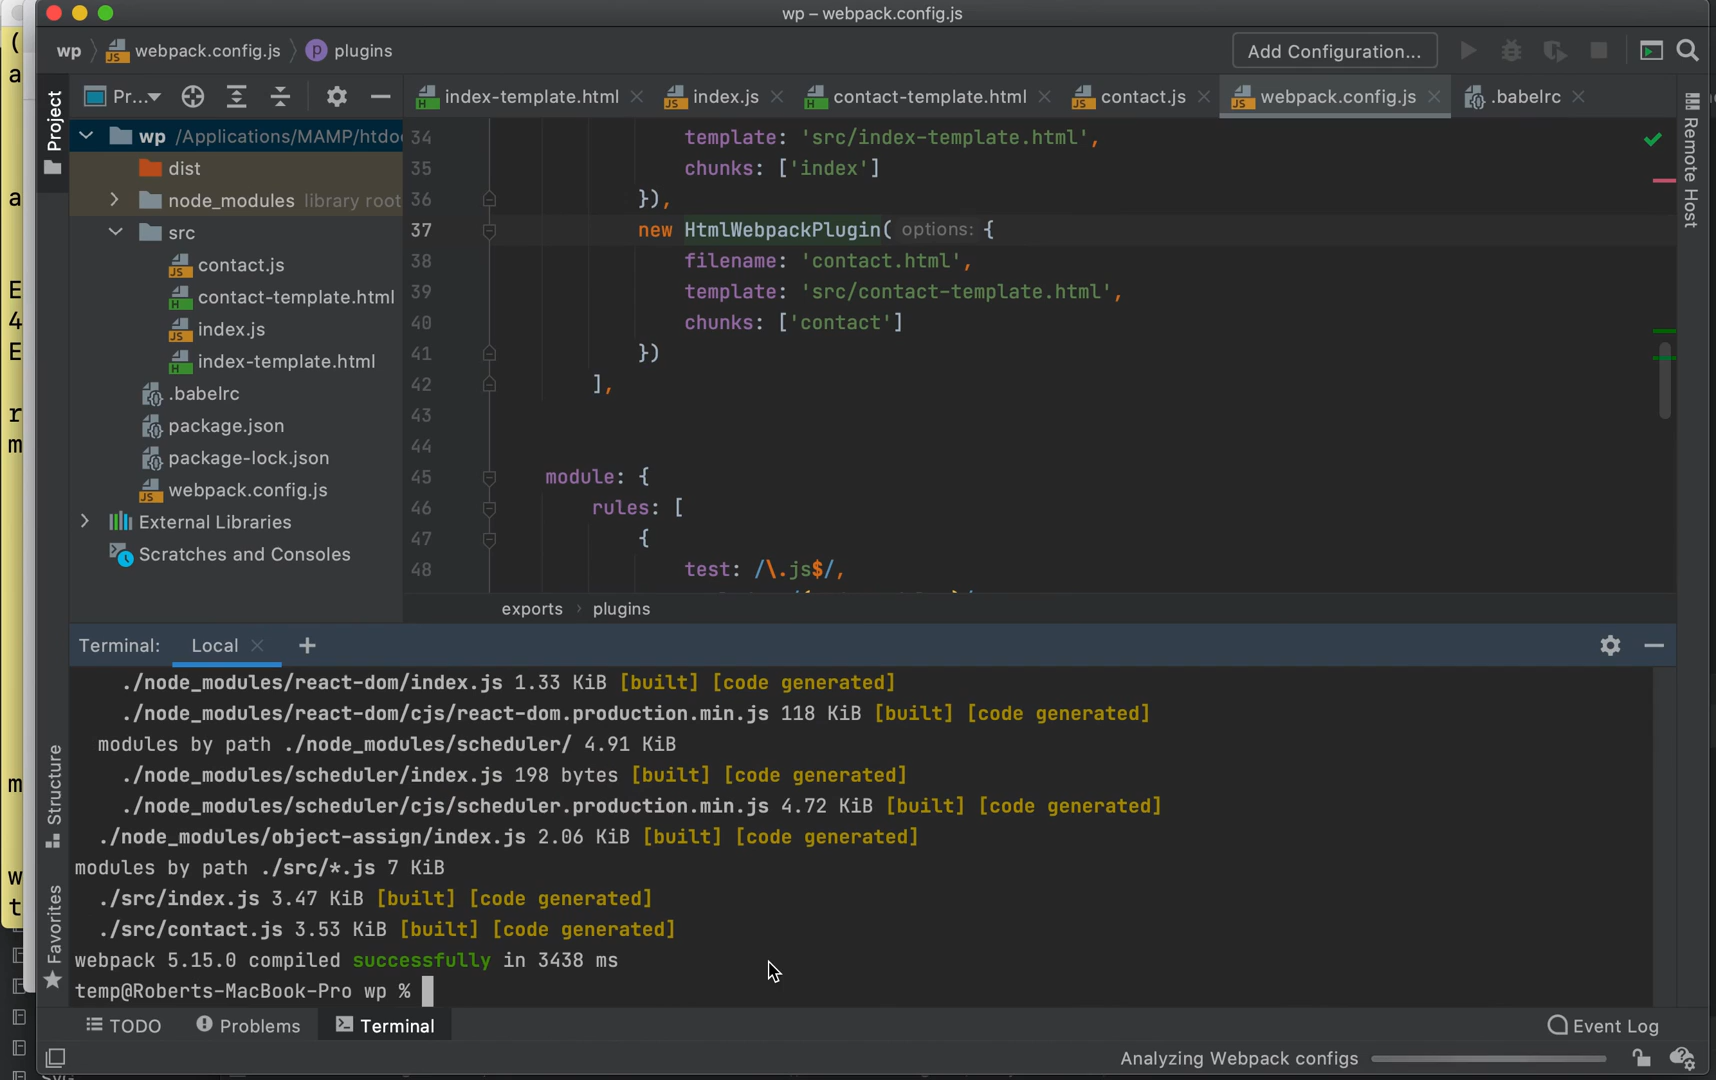 wp – webpack.config.js
wp webpack.config.js plugins Add Configuration...
Project Pr... index-template.html index.js contact-template.html contact.js webpack.config.js .babelrc
Remote Host
wp /Applications/MAMP/htdo
dist
node_modules library root
src
contact.js
contact-template.html
index.js
index-template.html
.babelrc
package.json
package-lock.json
webpack.config.js
External Libraries
Scratches and Consoles
34 template: 'src/index-template.html',
35 chunks: ['index']
36 }),
37 new HtmlWebpackPlugin( options: {
38 filename: 'contact.html',
39 template: 'src/contact-template.html',
40 chunks: ['contact']
41 })
42 ],
43
44
45 module: {
46 rules: [
47 {
48 test: /\.js$/,
exports › plugins
Terminal: Local +
./node_modules/react-dom/index.js 1.33 KiB [built] [code generated]
./node_modules/react-dom/cjs/react-dom.production.min.js 118 KiB [built] [code generated]
modules by path ./node_modules/scheduler/ 4.91 KiB
./node_modules/scheduler/index.js 198 bytes [built] [code generated]
./node_modules/scheduler/cjs/scheduler.production.min.js 4.72 KiB [built] [code generated]
./node_modules/object-assign/index.js 2.06 KiB [built] [code generated]
modules by path ./src/*.js 7 KiB
./src/index.js 3.47 KiB [built] [code generated]
./src/contact.js 3.53 KiB [built] [code generated]
webpack 5.15.0 compiled successfully in 3438 ms
temp@Roberts-MacBook-Pro wp %
Structure
Favorites
TODO Problems Terminal Event Log
Analyzing Webpack configs